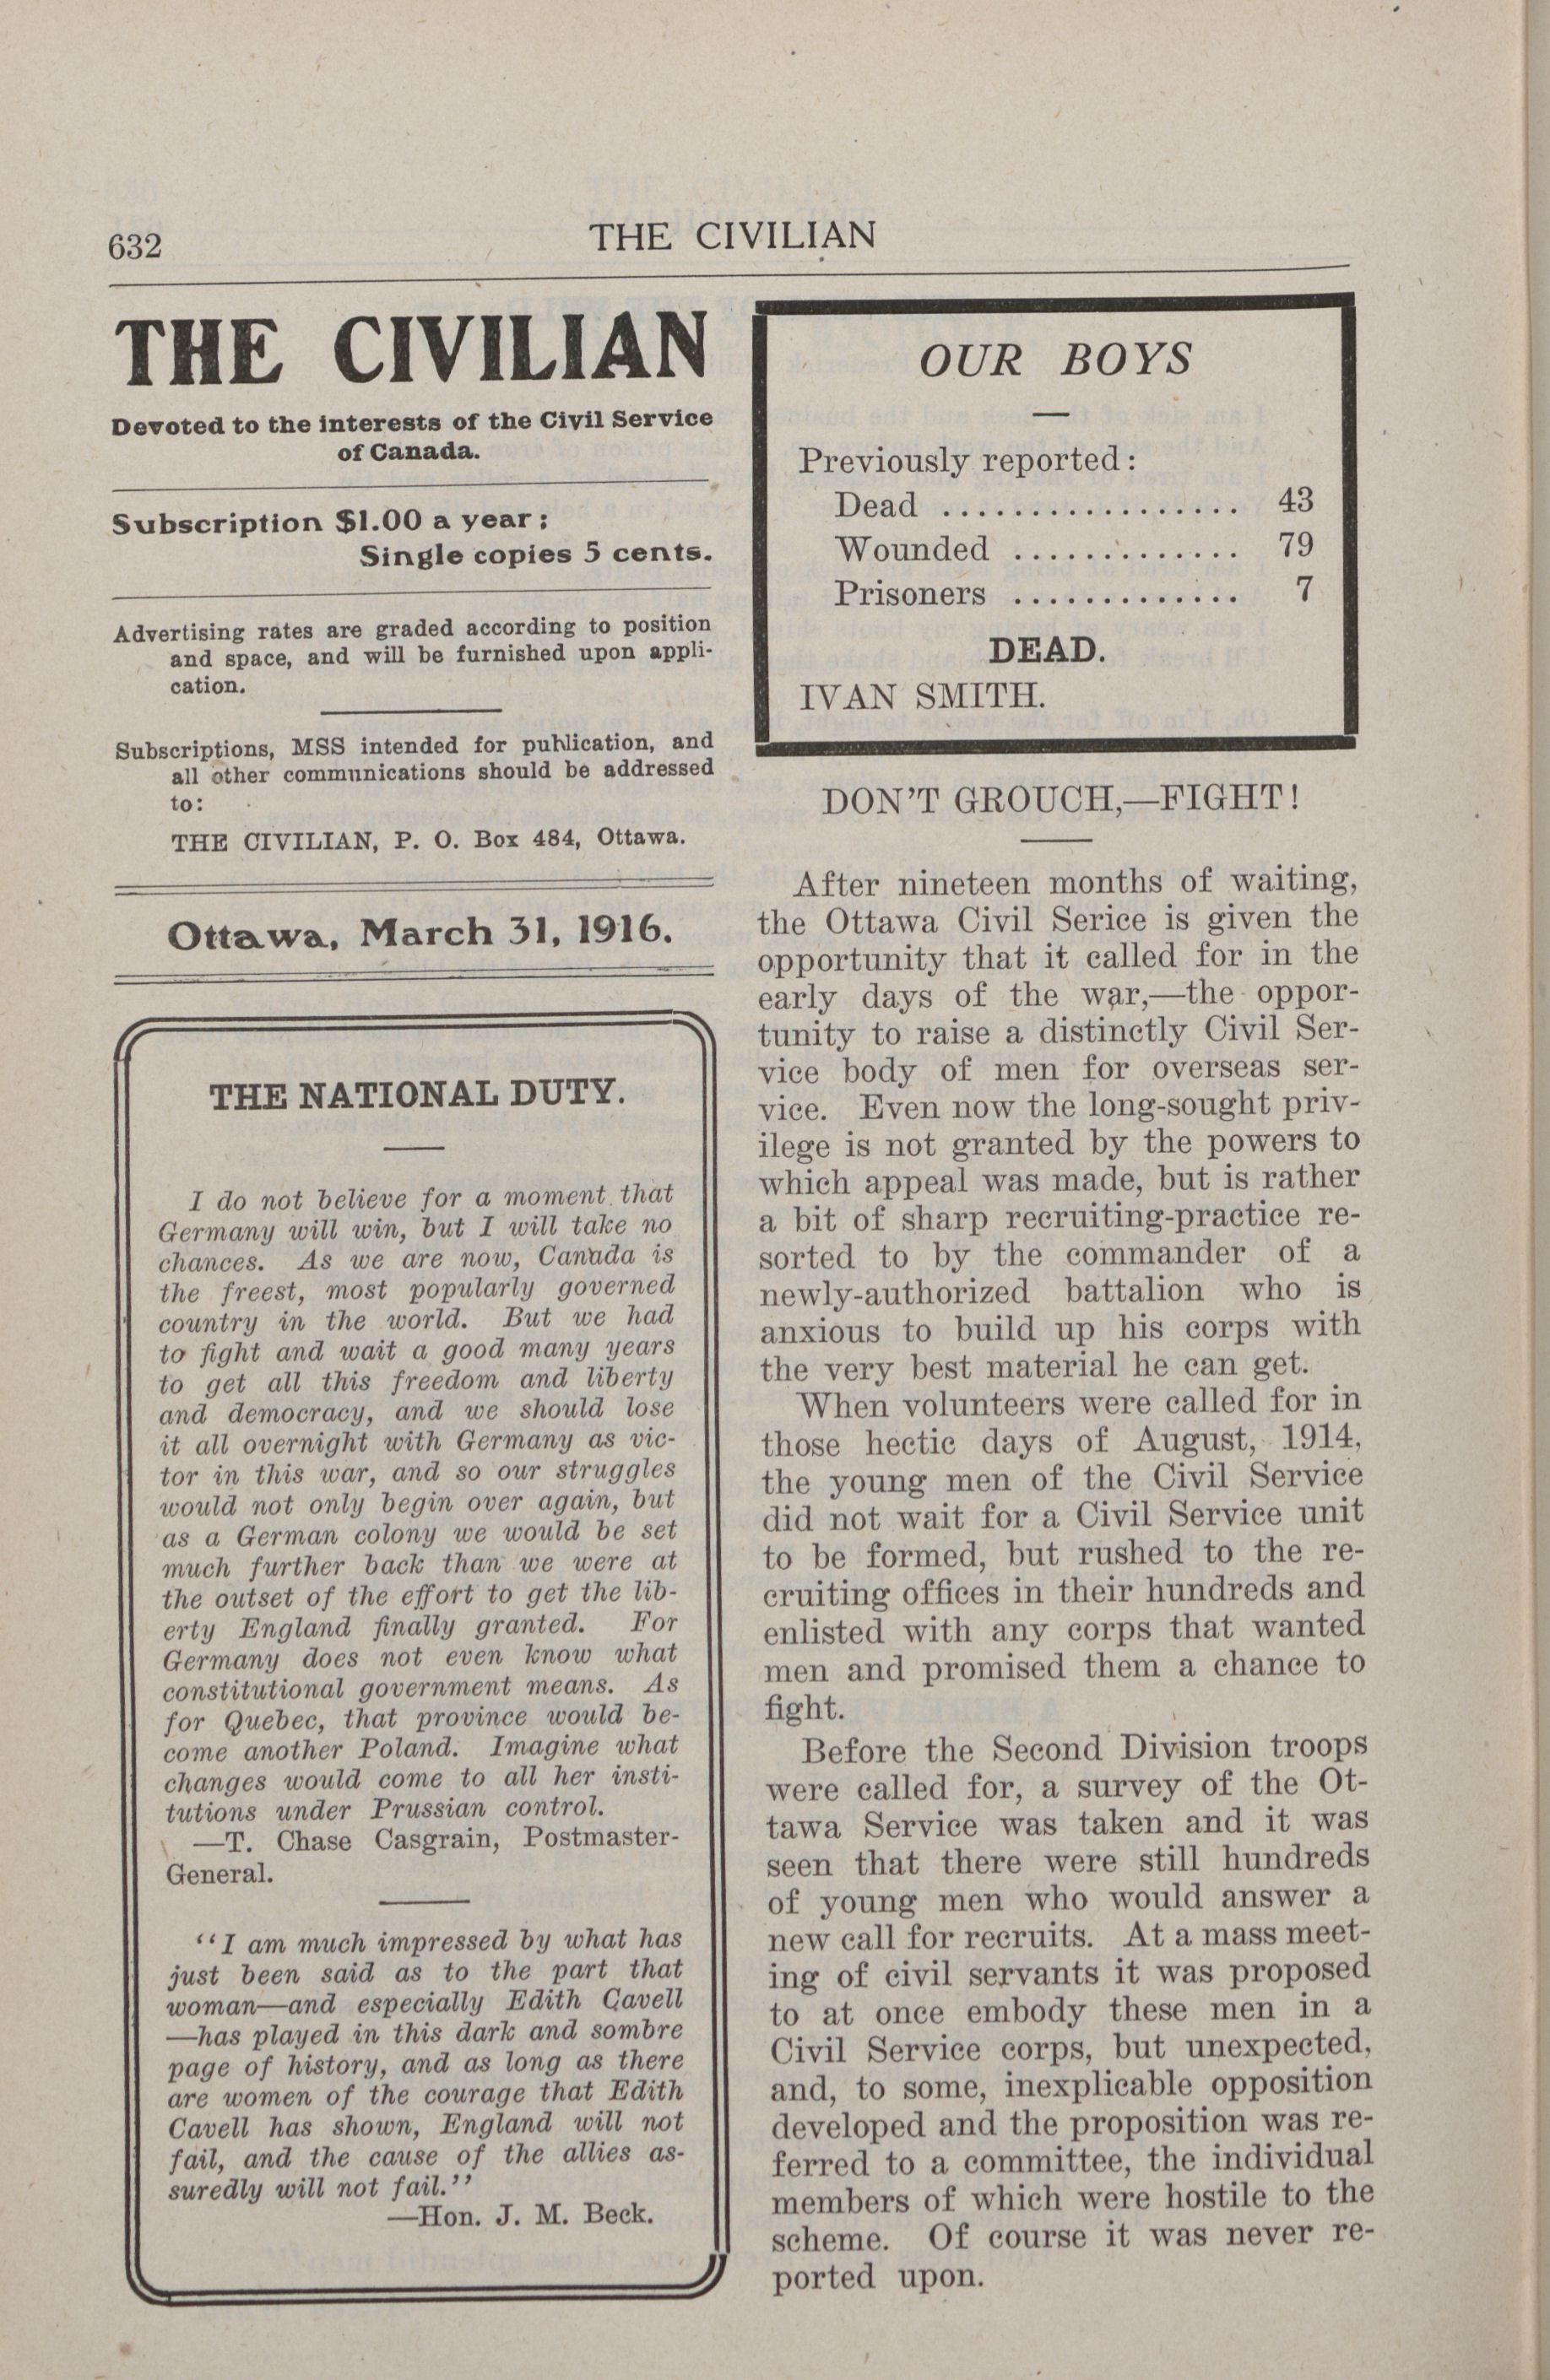 632
THE CIVILIAN
THE CIVILIAN
Devoted to the interests of the Civil Service
of Canada.
Subscription $1.00 a year;
Single copies 5 cents.
Advertising rates are graded according to position
and space, and will be furnished upon appli-
cation.
Subscriptions, MSS intended for publication, and
all other communications should be addressed
to:
THE CIVILIAN, P. O. Box 484, Ottawa.
Ottawa, March 31, 1916.
THE NATIONAL DUTY.
I do not believe for a moment that
Germany will win, but I will take no
chances. As we are now, Canada is
the freest, most popularly governed
country in the world. But we had
to fight and wait a good many years
to get all this freedom and liberty
and democracy, and we should lose
it all overnight with Germany as vic-
tor in this war, and so our struggles
would not only begin over again, but
as a German colony we would be set
much further back than we were at
the outset of the effort to get the lib-
erty England finally granted. For
Germany does not even know what
constitutional government means. As
for Quebec, that province would be-
come another Poland. Imagine what
changes would come to all her insti-
tutions under Prussian control.
—T. Chase Casgrain, Postmaster-
General.
"I am much impressed by what has
just been said as to the part that
woman—and especially Edith Cavell
—has played in this dark and sombre
page of history, and as long as there
are women of the courage that Edith
Cavell has shown, England will not
fail, and the cause of the allies as-
suredly will not fail."
—Hon. J. M. Beck.
OUR BOYS
Previously reported:
Dead ................. 43
Wounded ............. 79
Prisoners ............. 7
DEAD.
IVAN SMITH.
DON'T GROUCH,—FIGHT!
After nineteen months of waiting,
the Ottawa Civil Serice is given the
opportunity that it called for in the
early days of the war,—the oppor-
tunity to raise a distinctly Civil Ser-
vice body of men for overseas ser-
vice. Even now the long-sought priv-
ilege is not granted by the powers to
which appeal was made, but is rather
a bit of sharp recruiting-practice re-
sorted to by the commander of a
newly-authorized battalion who is
anxious to build up his corps with
the very best material he can get.
When volunteers were called for in
those hectic days of August, 1914,
the young men of the Civil Service
did not wait for a Civil Service unit
to be formed, but rushed to the re-
cruiting offices in their hundreds and
enlisted with any corps that wanted
men and promised them a chance to
fight.
Before the Second Division troops
were called for, a survey of the Ot-
tawa Service was taken and it was
seen that there were still hundreds
of young men who would answer a
new call for recruits. At a mass meet-
ing of civil servants it was proposed
to at once embody these men in a
Civil Service corps, but unexpected,
and, to some, inexplicable opposition
developed and the proposition was re-
ferred to a committee, the individual
members of which were hostile to the
scheme. Of course it was never re-
ported upon.